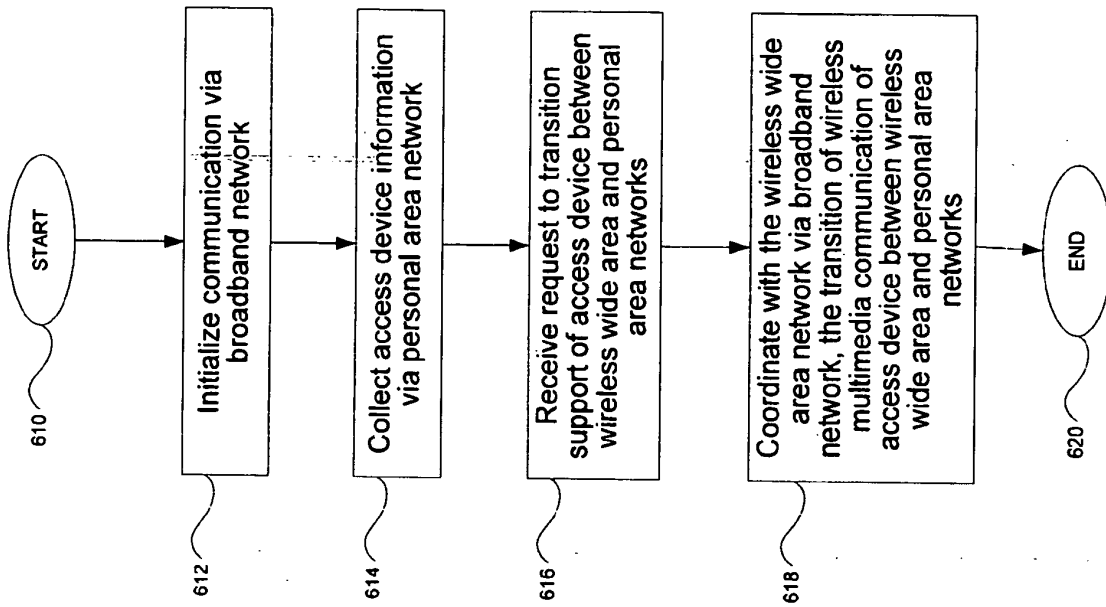 START
610
Initialize communication via
broadband network
612
Collect access device information
via personal area network
614
Receive request to transition
support of access device between
wireless wide area and personal
area networks
616
Coordinate with the wireless wide
area network via broadband
network, the transition of wireless
multimedia communication of
access device between wireless
wide area and personal area
networks
618
END
620